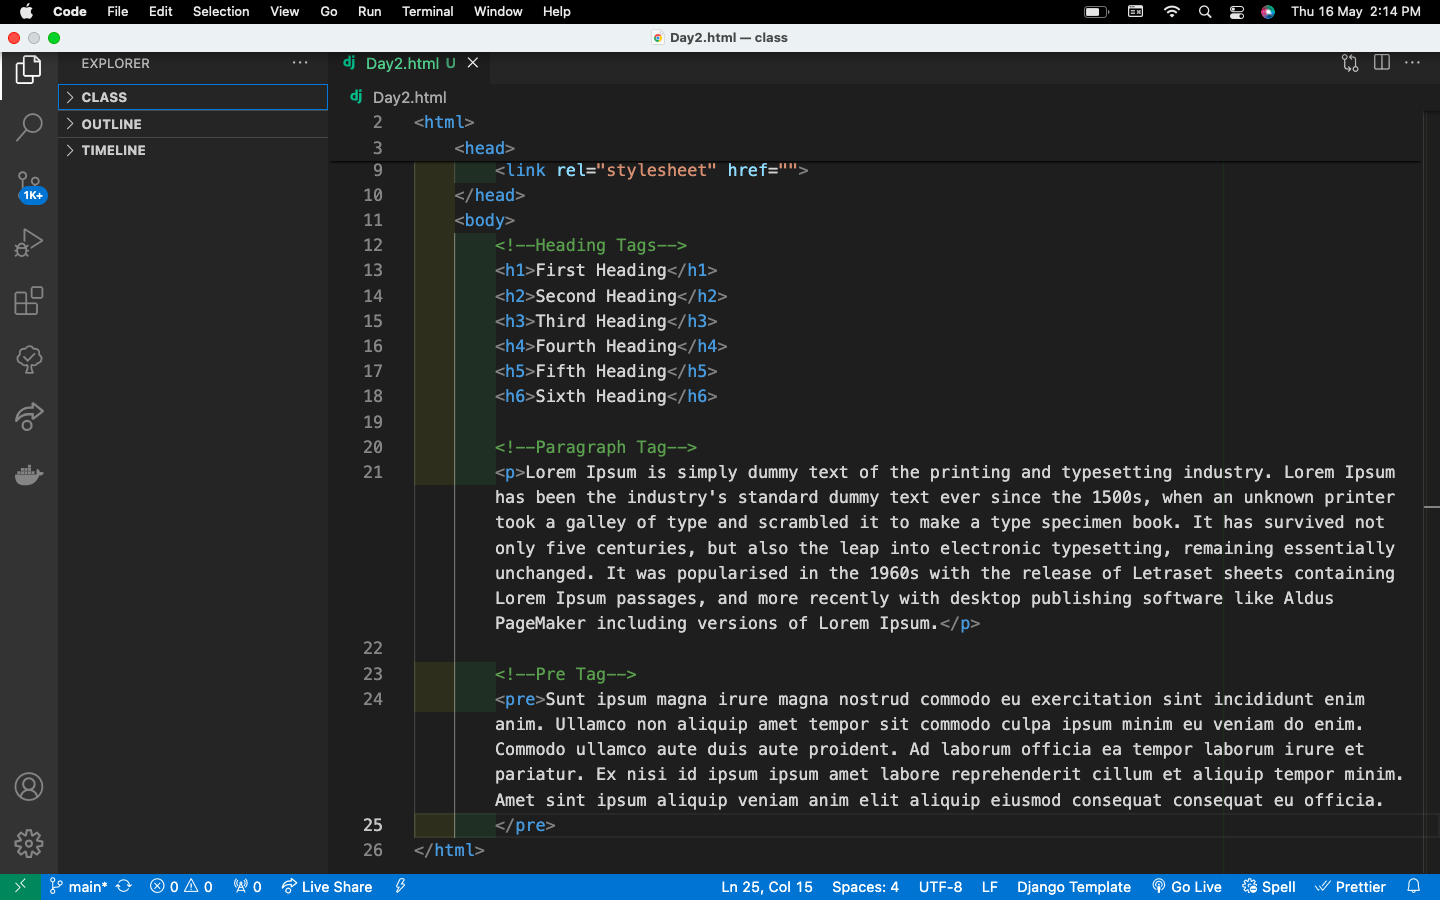 Code File Edit Selection View Go Run Terminal Window Help Thu 16 May 2:14 PM
Day2.html — class
EXPLORER
CLASS
OUTLINE
TIMELINE
1K+
dj Day2.html U
dj Day2.html
2 <html>
3 <head>
9 <link rel="stylesheet" href="">
10 </head>
11 <body>
12 <!--Heading Tags-->
13 <h1>First Heading</h1>
14 <h2>Second Heading</h2>
15 <h3>Third Heading</h3>
16 <h4>Fourth Heading</h4>
17 <h5>Fifth Heading</h5>
18 <h6>Sixth Heading</h6>
19
20 <!--Paragraph Tag-->
21 <p>Lorem Ipsum is simply dummy text of the printing and typesetting industry. Lorem Ipsum
has been the industry's standard dummy text ever since the 1500s, when an unknown printer
took a galley of type and scrambled it to make a type specimen book. It has survived not
only five centuries, but also the leap into electronic typesetting, remaining essentially
unchanged. It was popularised in the 1960s with the release of Letraset sheets containing
Lorem Ipsum passages, and more recently with desktop publishing software like Aldus
PageMaker including versions of Lorem Ipsum.</p>
22
23 <!--Pre Tag-->
24 <pre>Sunt ipsum magna irure magna nostrud commodo eu exercitation sint incididunt enim
anim. Ullamco non aliquip amet tempor sit commodo culpa ipsum minim eu veniam do enim.
Commodo ullamco aute duis aute proident. Ad laborum officia ea tempor laborum irure et
pariatur. Ex nisi id ipsum ipsum amet labore reprehenderit cillum et aliquip tempor minim.
Amet sint ipsum aliquip veniam anim elit aliquip eiusmod consequat consequat eu officia.
25 </pre>
26 </html>
main* 0 0 0 Live Share Ln 25, Col 15 Spaces: 4 UTF-8 LF Django Template Go Live Spell Prettier